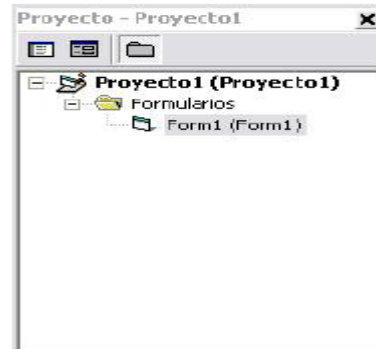 Proyecto - Proyecto1
Proyecto1 (Proyecto1)
Formularios
Form1 (Form1)